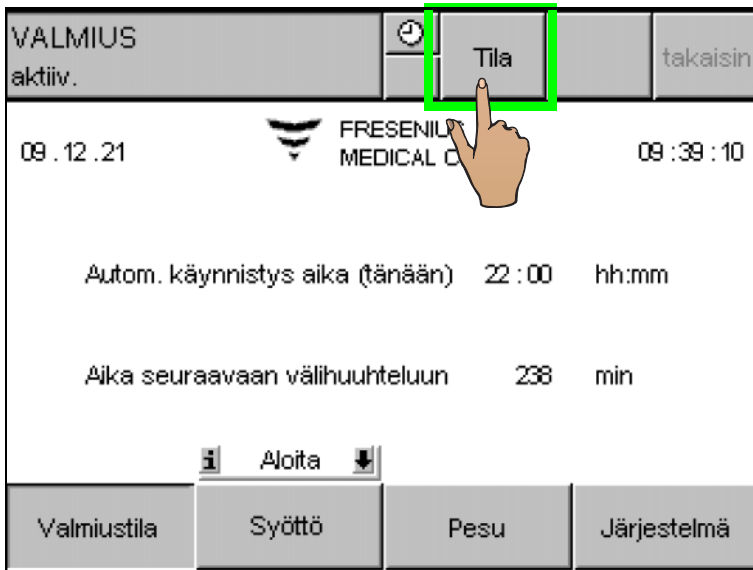 VALMIUS
aktiiv.
Tila
takaisin
09.12.21
FRESENIUS
MEDICAL C
09:39:10
Autom. käynnistys aika (tänään) 22:00 hh:mm
Aika seuraavaan välihuuhteluun 238 min
i Aloita
Valmiustila Syöttö Pesu Järjestelmä